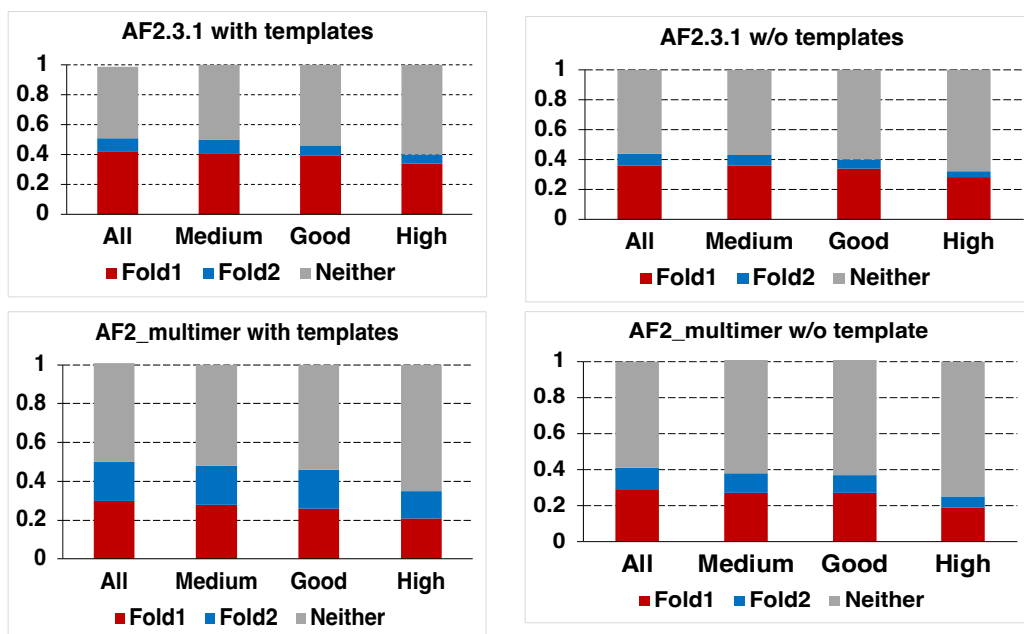 AF2.3.1 with templates
1
0.8
0.6
0.4
0.2
0
All Medium Good High
Fold1 Fold2 Neither
AF2.3.1 w/o templates
1
0.8
0.6
0.4
0.2
0
All Medium Good High
Fold1 Fold2 Neither
AF2_multimer with templates
1
0.8
0.6
0.4
0.2
0
All Medium Good High
Fold1 Fold2 Neither
AF2_multimer w/o template
1
0.8
0.6
0.4
0.2
0
All Medium Good High
Fold1 Fold2 Neither